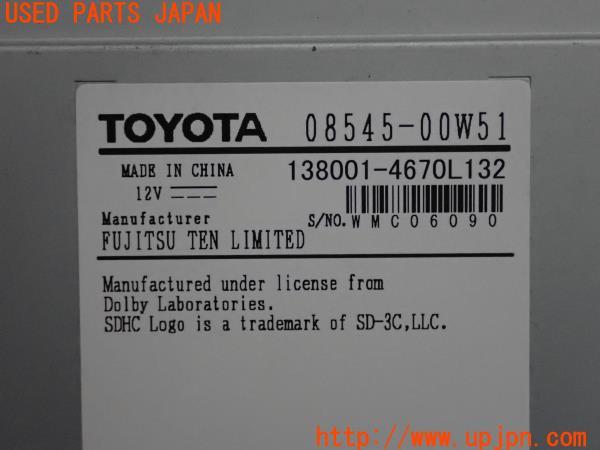 USED PARTS JAPAN
TOYOTA 08545-00W51
MADE IN CHINA 138001-4670L132
12V
Manufacturer S/NO. WMC06090
FUJITSU TEN LIMITED
Manufactured under license from
Dolby Laboratories.
SDHC Logo is a trademark of SD-3C,LLC.
http://www.upjpn.com